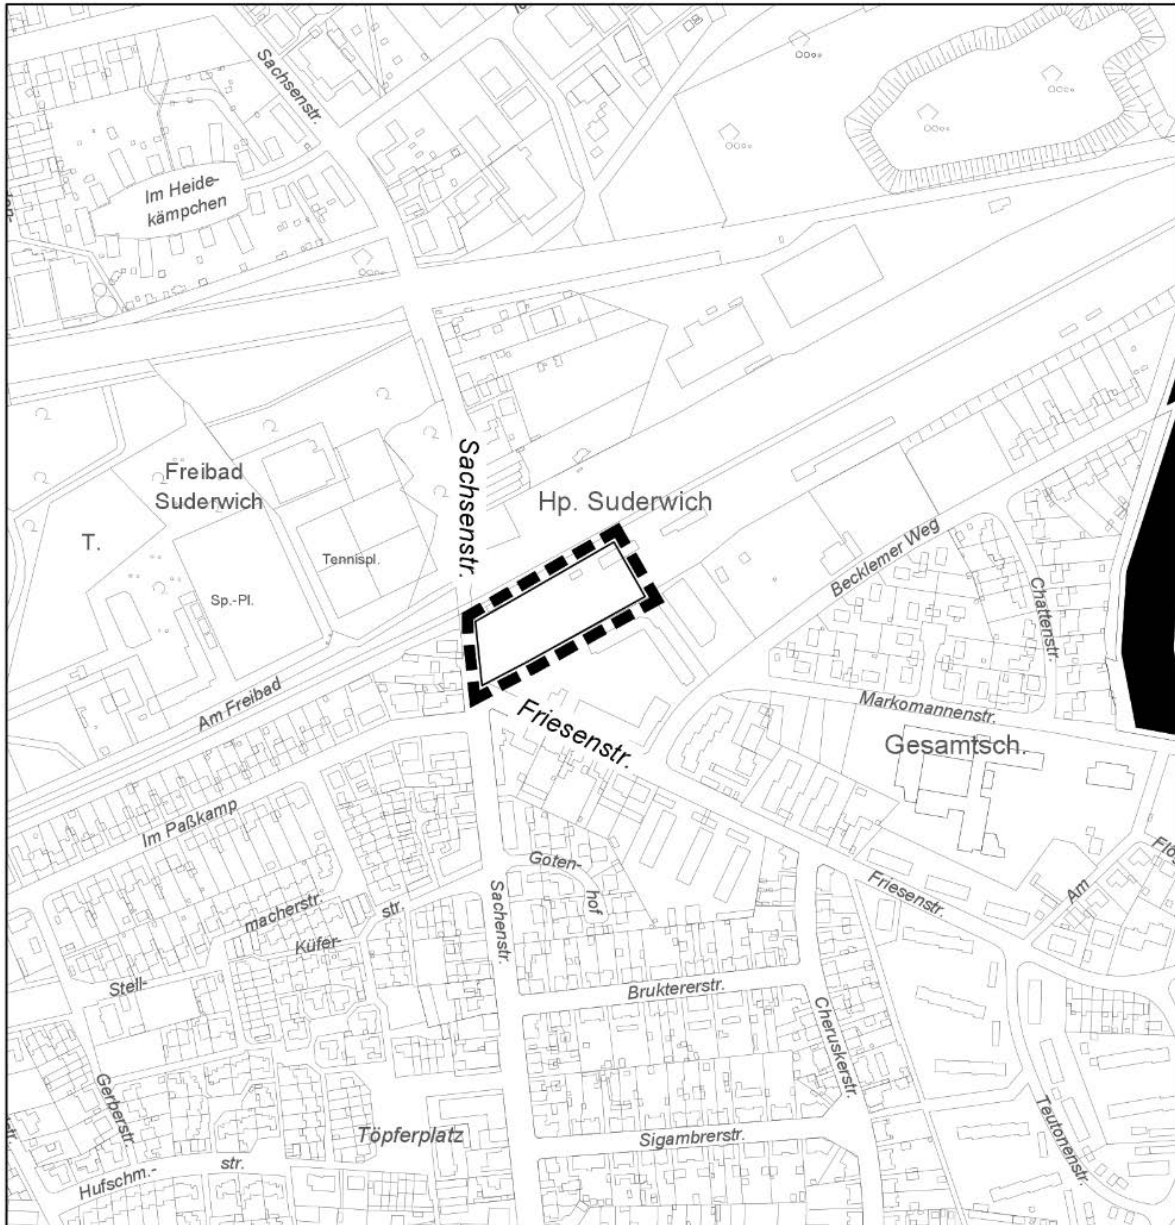 Sachsenstr.
Im Heide-
kämpchen
Freibad
Suderwich
T.
Tennispl.
Sp.-Pl.
Sachsenstr.
Hp. Suderwich
Becklemer Weg
Chattenstr.
Am Freibad
Friesenstr.
Markomannenstr.
Gesamtsch.
Im Paßkamp
Goten-
hof
Friesenstr.
Am
macherstr.
str.
Küfer-
Sachenstr.
Stell-
Bruktererstr.
Cheruskerstr.
Gerberstr
Töpferplatz
Sigambrerstr.
Teutonenstr.
Hufschm.-
str.